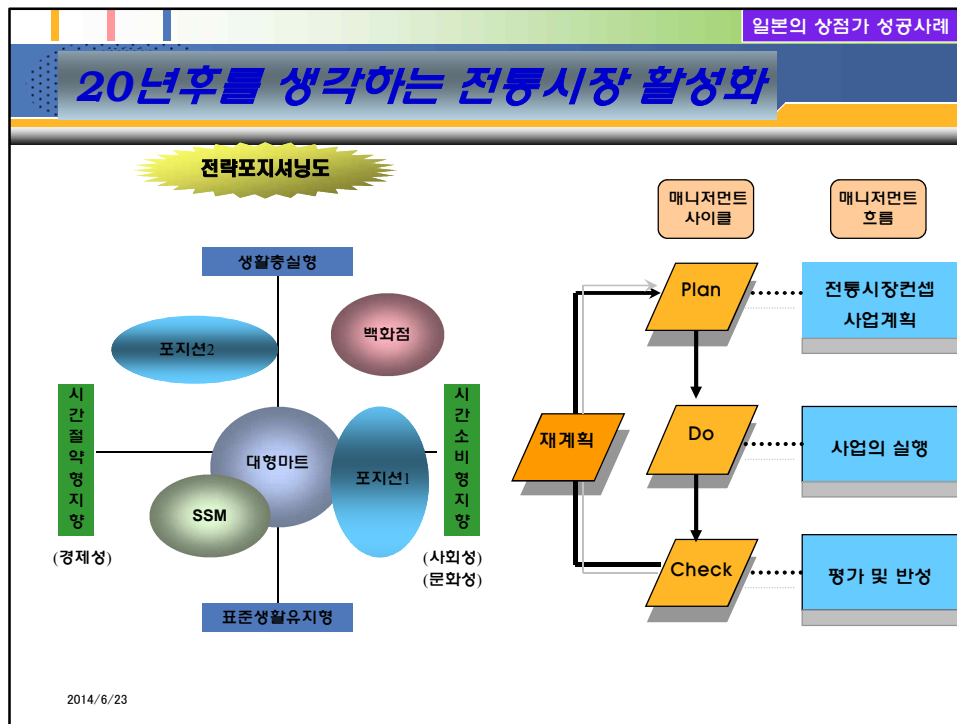 일본의 상점가 성공사례
20년후를 생각하는 전통시장 활성화
전략포지셔닝도
생활충실형
백화점
포지션2
시간절약형지향
시간소비형지향
대형마트
포지션1
SSM
(경제성)
(사회성)
(문화성)
표준생활유지형
매니저먼트
사이클
매니저먼트
흐름
Plan
전통시장컨셉
사업계획
재계획
Do
사업의 실행
Check
평가 및 반성
2014/6/23